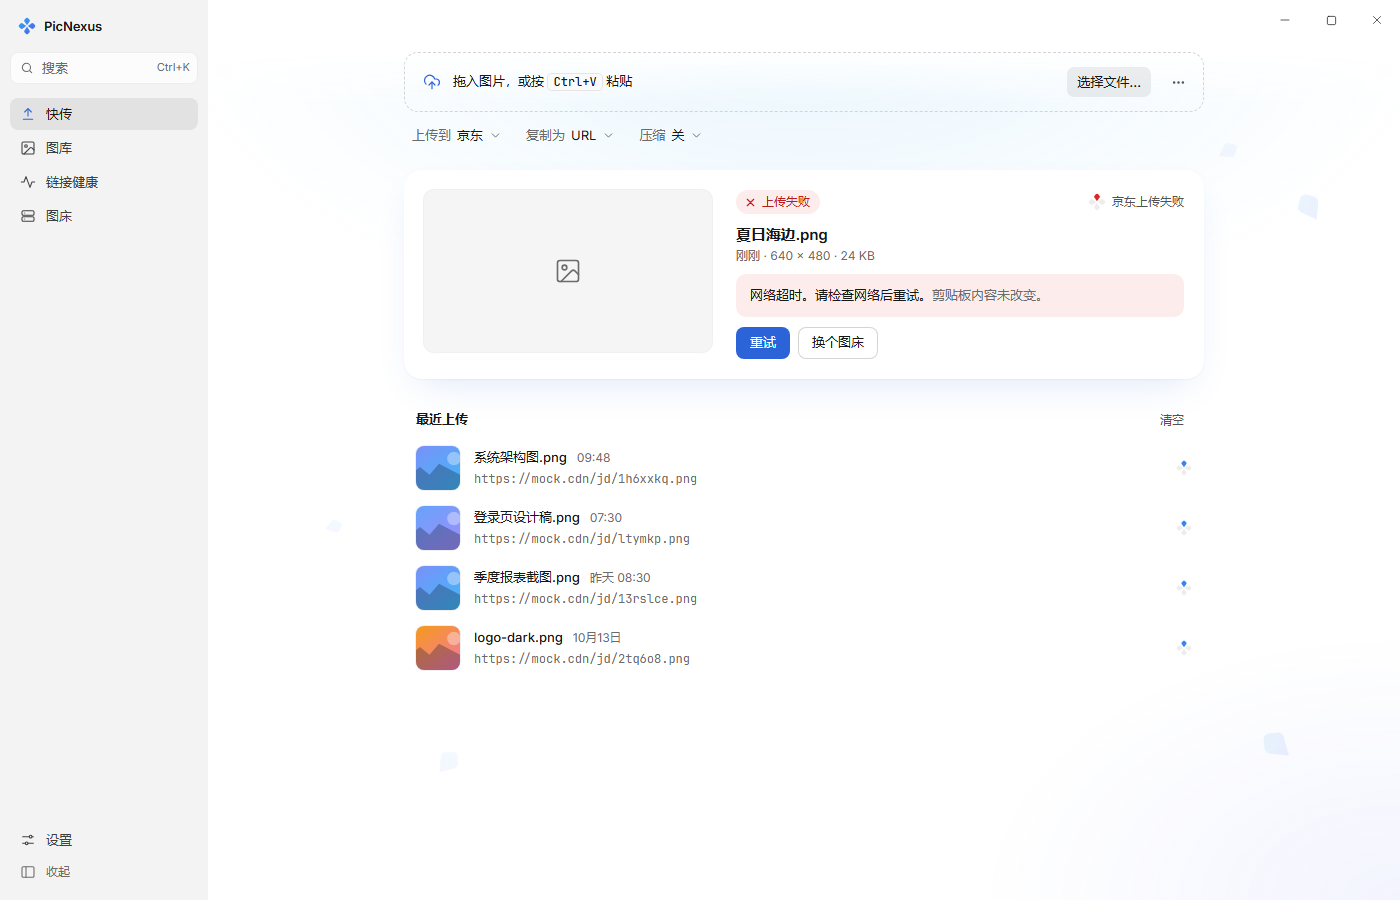 PicNexus
搜索 Ctrl+K
快传
图库
链接健康
图床
设置
收起
拖入图片，或按 Ctrl+V 粘贴
选择文件...
上传到 京东 复制为 URL 压缩 关
上传失败
京东上传失败
夏日海边.png
刚刚 · 640 × 480 · 24 KB
网络超时。请检查网络后重试。剪贴板内容未改变。
重试 换个图床
最近上传 清空
系统架构图.png 09:48
https://mock.cdn/jd/1h6xxkq.png
登录页设计稿.png 07:30
https://mock.cdn/jd/ltymkp.png
季度报表截图.png 昨天 08:30
https://mock.cdn/jd/13rslce.png
logo-dark.png 10月13日
https://mock.cdn/jd/2tq6o8.png